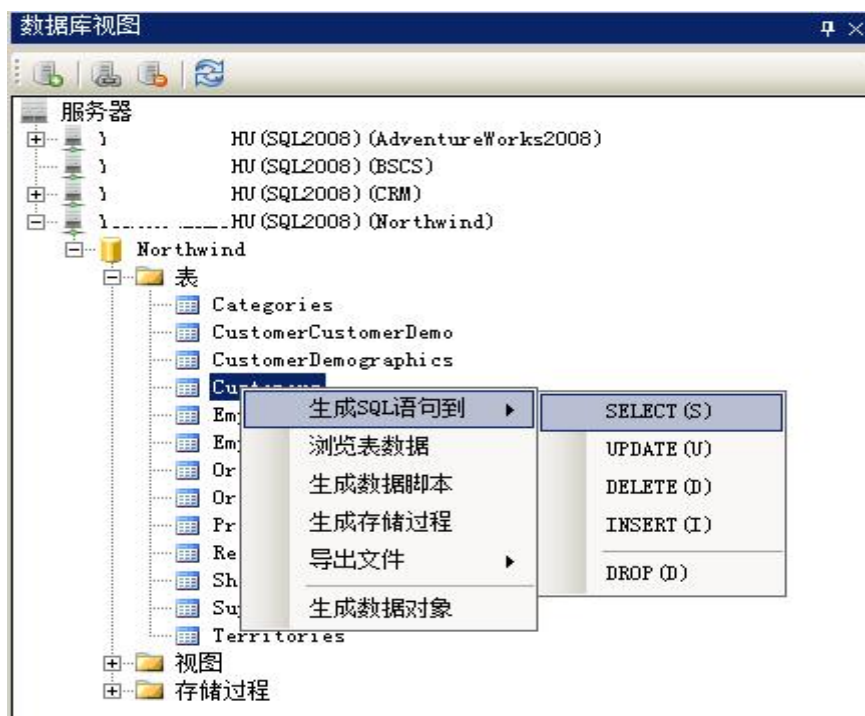 数据库视图
服务器
HU(SQL2008)(AdventureWorks2008)
HU(SQL2008)(BSCS)
HU(SQL2008)(CRM)
HU(SQL2008)(Northwind)
Northwind
表
Categories
CustomerCustomerDemo
CustomerDemographics
生成SQL语句到 SELECT(S)
浏览表数据 UPDATE(U)
生成数据脚本 DELETE(D)
生成存储过程 INSERT(I)
导出文件 DROP(D)
生成数据对象
Territories
视图
存储过程